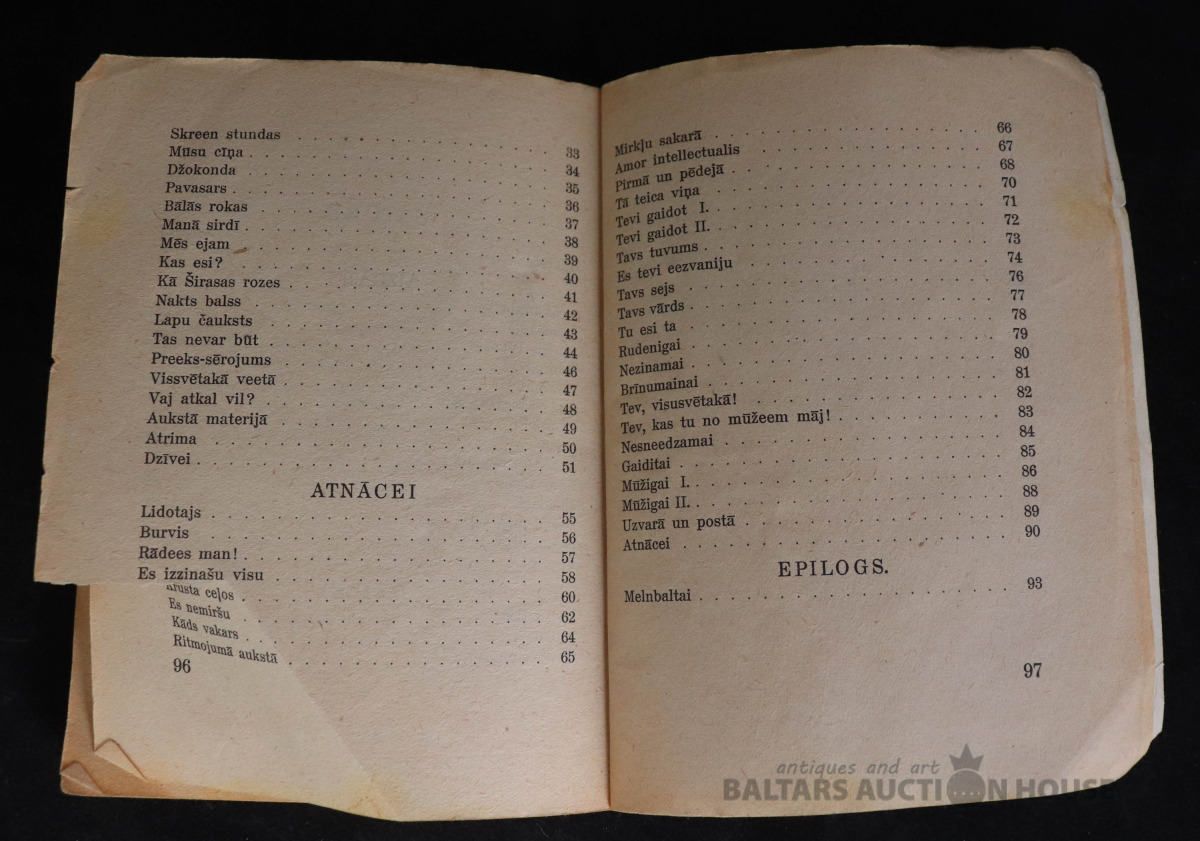 Skreen stundas . . . 33
Mūsu cīņa . . . 34
Džokonda . . . 35
Pavasars . . . 36
Bālās rokas . . . 37
Manā sirdī . . . 38
Mēs ejam . . . 39
Kas esi? . . . 40
Kā Širasas rozes . . . 41
Nakts balss . . . 42
Lapu čauksts . . . 43
Tas nevar būt . . . 44
Preeks-sērojums . . . 46
Vissvētakā veetā . . . 47
Vaj atkal vil? . . . 48
Aukstā materijā . . . 49
Atrima . . . 50
Dzīvei . . . 51
ATNĀCEI
Lidotajs . . . 55
Burvis . . . 56
Rādees man! . . . 57
Es izzinašu visu . . . 58
Krusta ceļos . . . 60
Es nemiršu . . . 62
Kāds vakars . . . 64
Ritmojumā aukstā . . . 65
96
Mirkļu sakarā . . . 66
Amor intellectualis . . . 67
Pirmā un pēdejā . . . 68
Tā teica viņa . . . 70
Tevi gaidot I. . . . 71
Tevi gaidot II. . . . 72
Tavs tuvums . . . 73
Es tevi eezvaniju . . . 74
Tavs sejs . . . 76
Tavs vārds . . . 77
Tu esi ta . . . 78
Rudenigai . . . 79
Nezinamai . . . 80
Brīnumainai . . . 81
Tev, visusvētakā! . . . 82
Tev, kas tu no mūžeem māj! . . . 83
Nesneedzamai . . . 84
Gaiditai . . . 85
Mūžigai I. . . . 86
Mūžigai II. . . . 88
Uzvarā un postā . . . 89
Atnācei . . . 90
EPILOGS.
Melnbaltai . . . 93
97
antiques and art
BALTARS AUCTION HOUSE